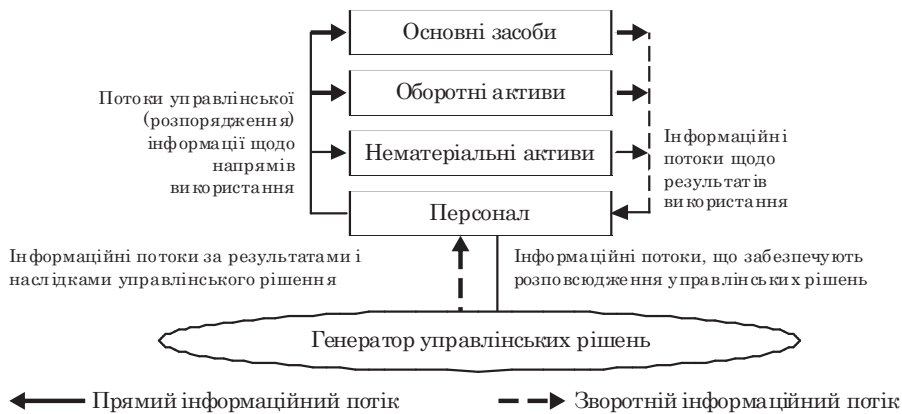 Основні засоби
Оборотні активи
Нематеріальні активи
Персонал
Потоки управлінської
(розпорядження)
інформації щодо
напрямів
використання
Інформаційні
потоки щодо
результатів
використання
Інформаційні потоки за результатами і
наслідками управлінського рішення
Інформаційні потоки, що забезпечують
розповсюдження управлінських рішень
Генератор управлінських рішень
Прямий інформаційний потік
Зворотній інформаційний потік